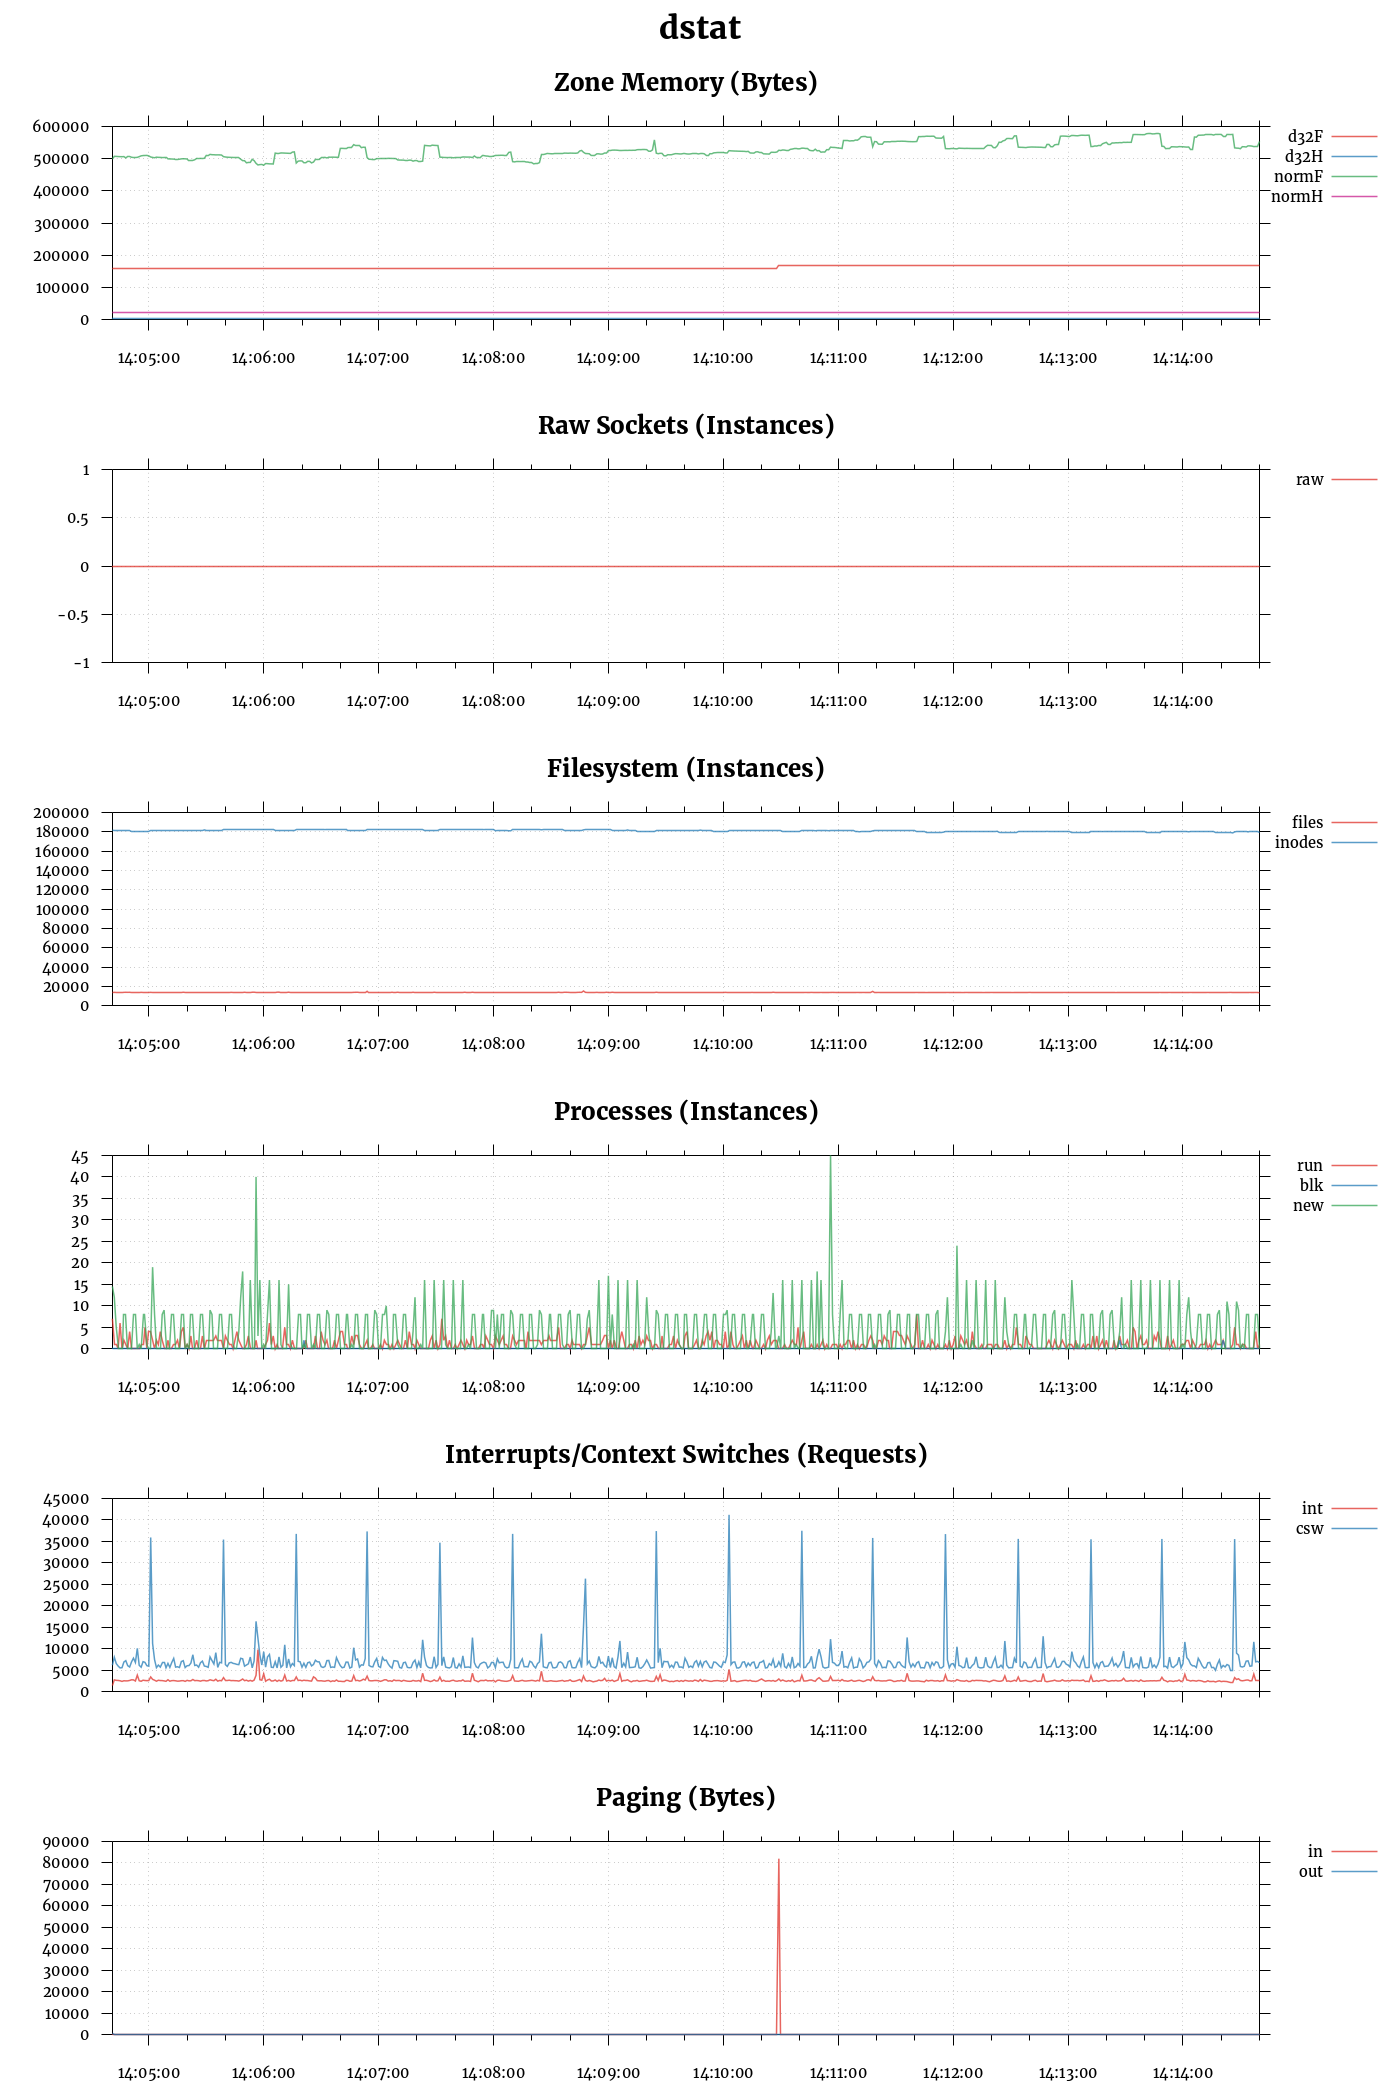 dstat
Zone Memory (Bytes)
600000
500000
400000
300000
200000
100000
0
d32F
d32H
normF
normH
14:05:00 14:06:00 14:07:00 14:08:00 14:09:00 14:10:00 14:11:00 14:12:00 14:13:00 14:14:00
Raw Sockets (Instances)
1
0.5
0
-0.5
-1
raw
14:05:00 14:06:00 14:07:00 14:08:00 14:09:00 14:10:00 14:11:00 14:12:00 14:13:00 14:14:00
Filesystem (Instances)
200000
180000
160000
140000
120000
100000
80000
60000
40000
20000
0
files
inodes
14:05:00 14:06:00 14:07:00 14:08:00 14:09:00 14:10:00 14:11:00 14:12:00 14:13:00 14:14:00
Processes (Instances)
45
40
35
30
25
20
15
10
5
0
run
blk
new
14:05:00 14:06:00 14:07:00 14:08:00 14:09:00 14:10:00 14:11:00 14:12:00 14:13:00 14:14:00
Interrupts/Context Switches (Requests)
45000
40000
35000
30000
25000
20000
15000
10000
5000
0
int
csw
14:05:00 14:06:00 14:07:00 14:08:00 14:09:00 14:10:00 14:11:00 14:12:00 14:13:00 14:14:00
Paging (Bytes)
90000
80000
70000
60000
50000
40000
30000
20000
10000
0
in
out
14:05:00 14:06:00 14:07:00 14:08:00 14:09:00 14:10:00 14:11:00 14:12:00 14:13:00 14:14:00